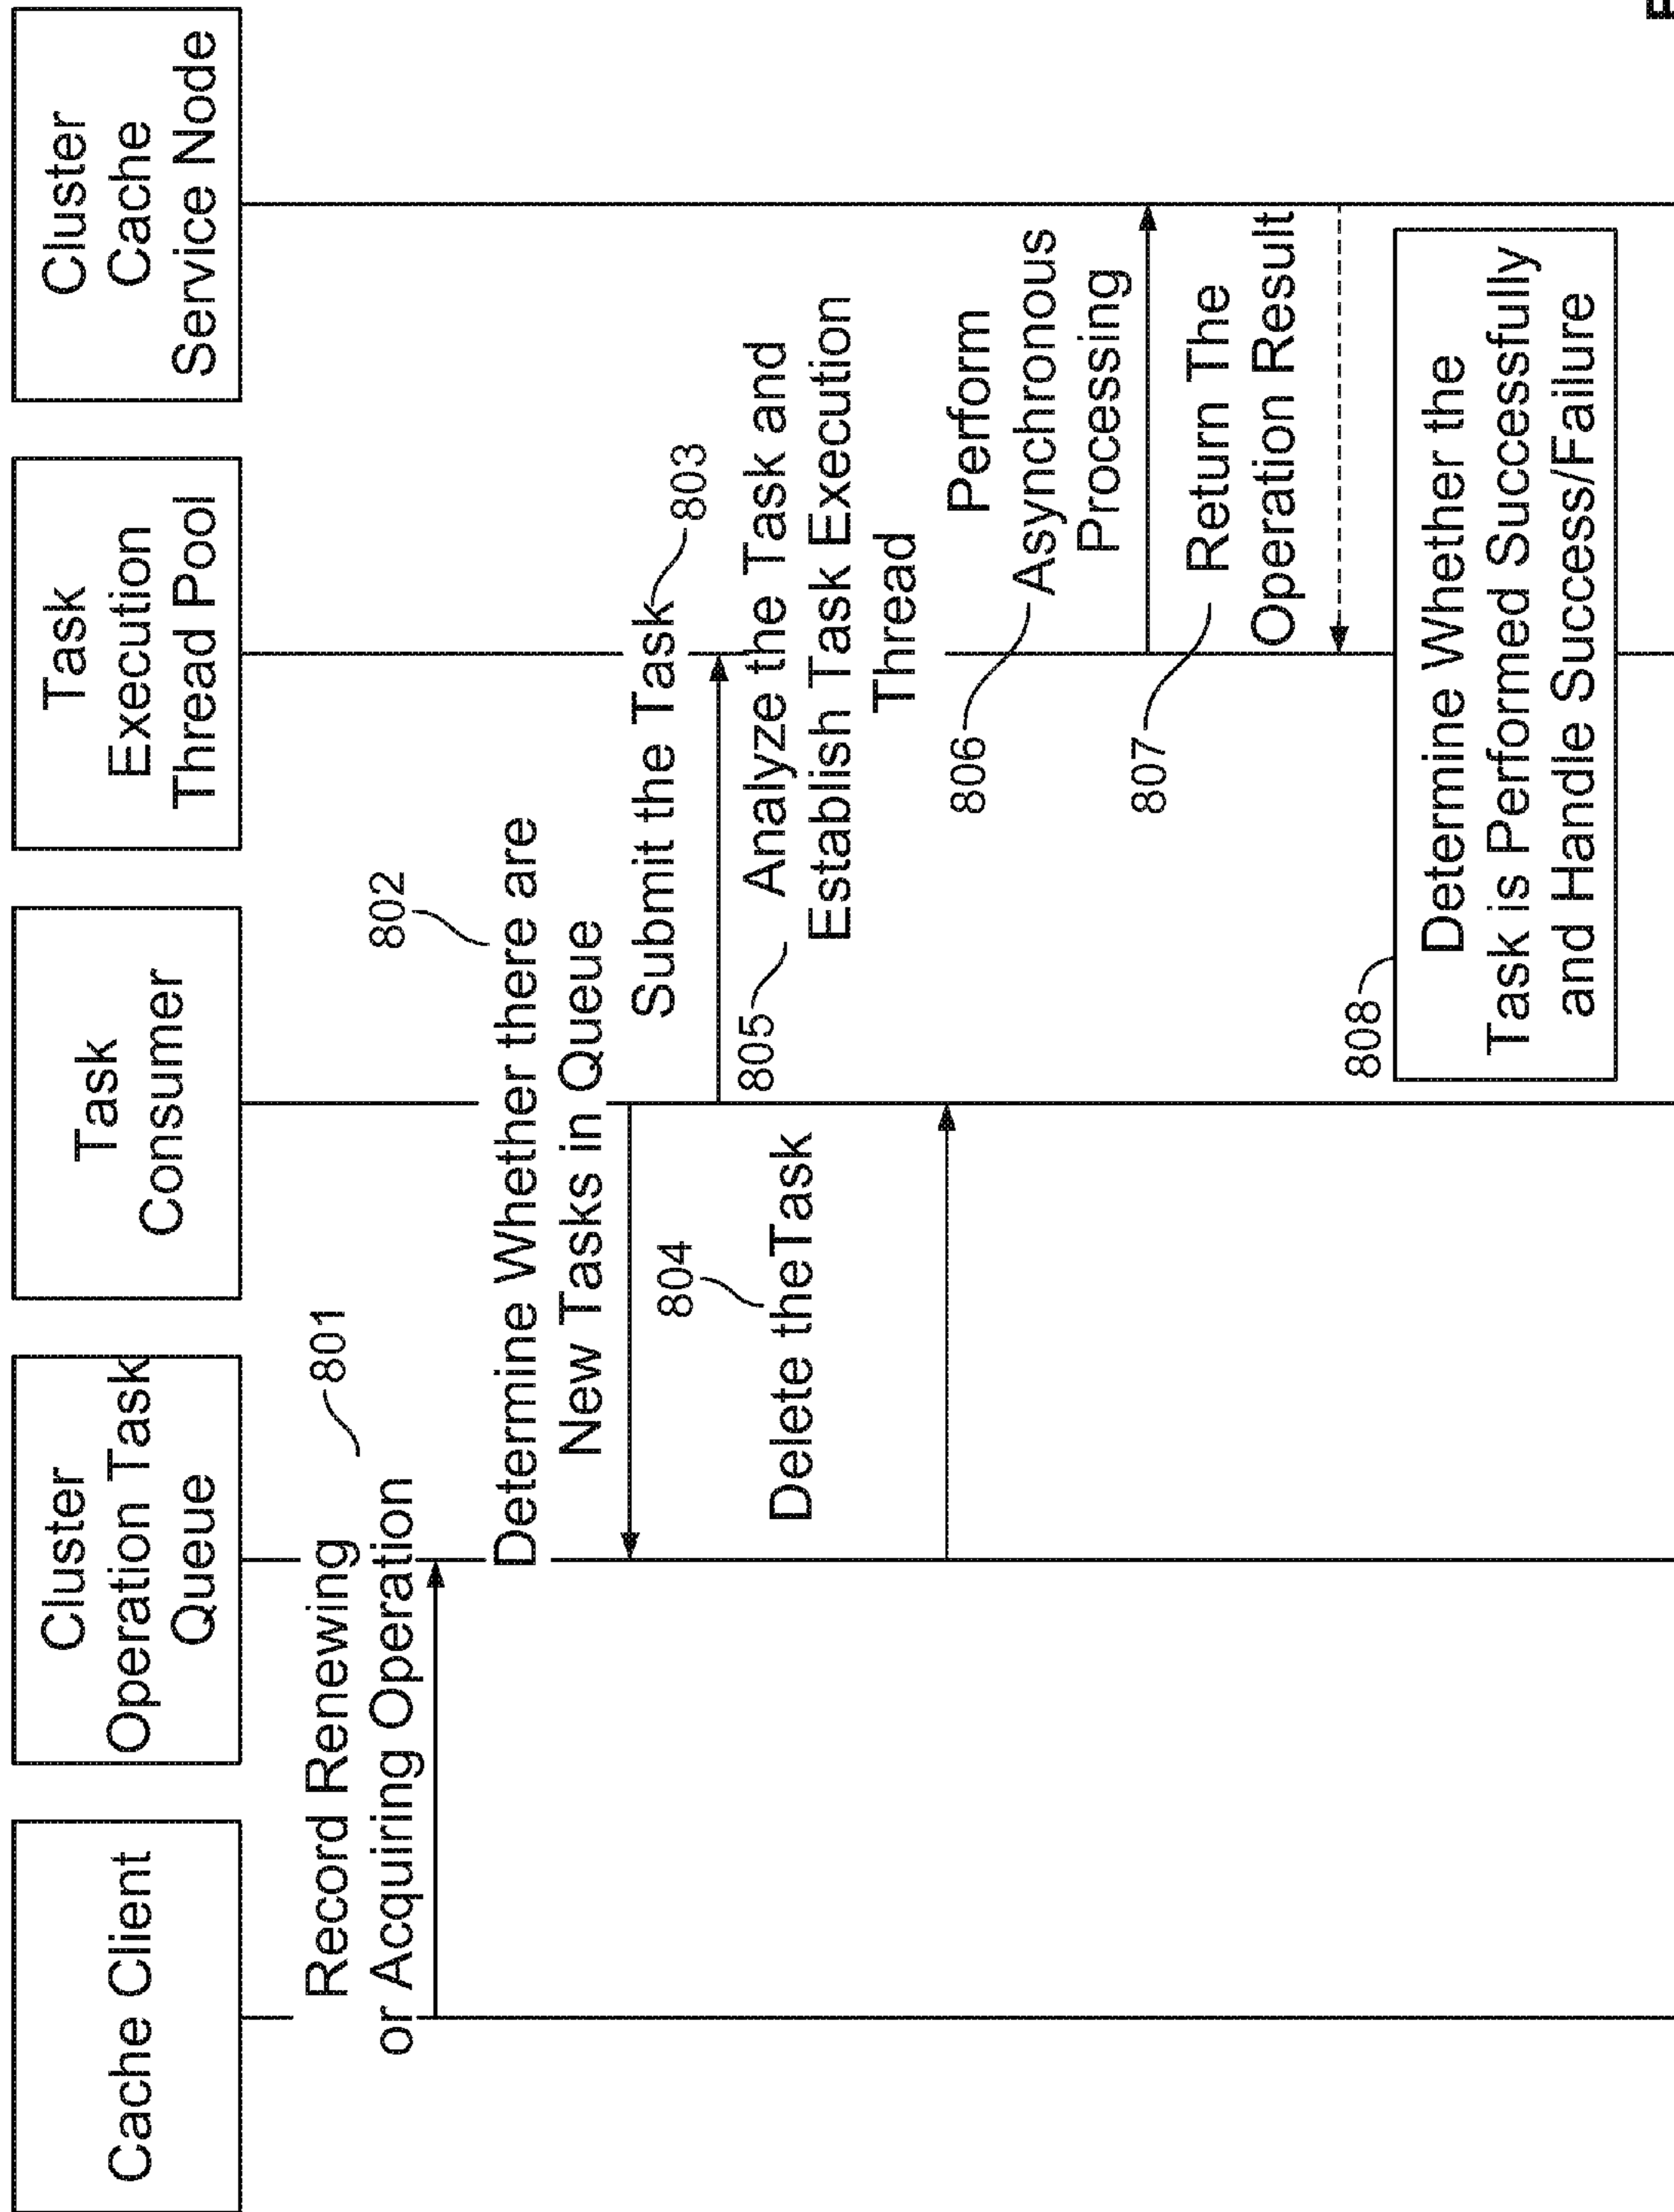 Cache Client
Cluster
Operation Task
Queue
Task
Consumer
Task
Execution
Thread Pool
Cluster
Cache
Service Node
801
Record Renewing
or Acquiring Operation
802
Determine Whether there are
New Tasks in Queue
Submit the Task
803
804
Delete theTask
805
Analyze the Task and
Establish Task Execution
Thread
806
Perform
Asynchronous
Processing
807
Return The
Operation Result
808
Determine Whether the
Task is Performed Successfully
and Handle Success/Failure